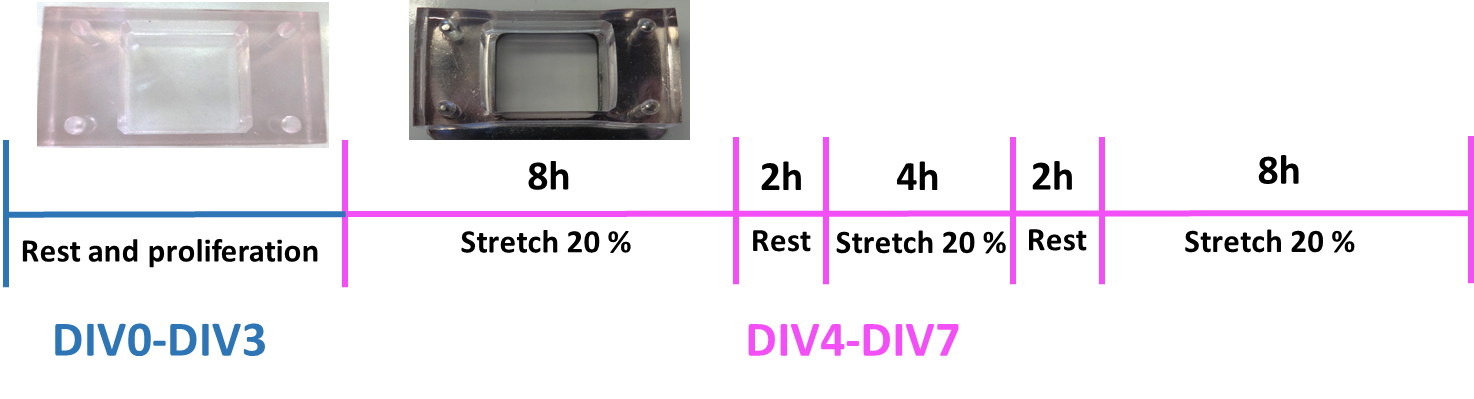 8h
2h
4h
2h
8h
Rest and proliferation
Stretch 20 %
Rest
Stretch 20 %
Rest
Stretch 20 %
DIV0-DIV3
DIV4-DIV7